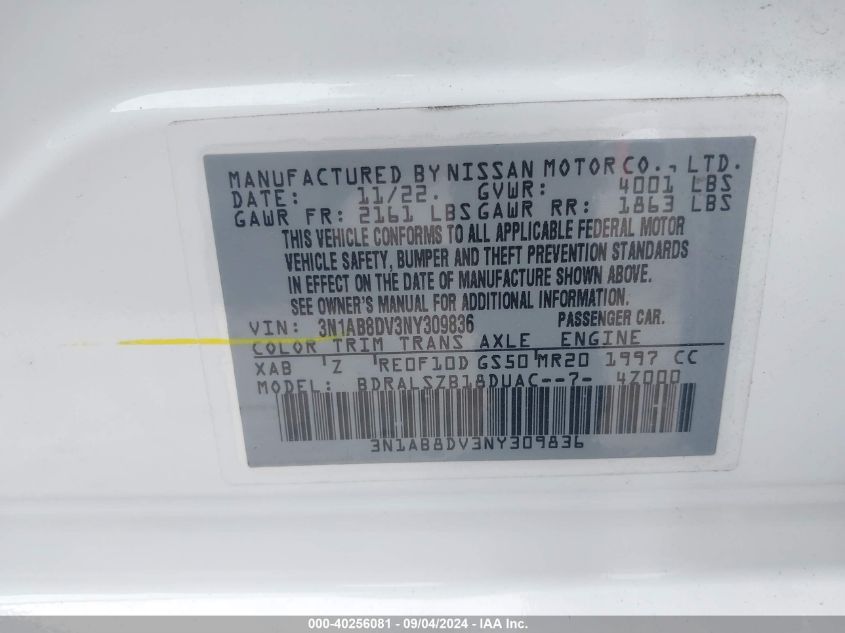 MANUFACTURED BY NISSAN MOTOR CO., LTD.
DATE: 11/22. GVWR: 4001 LBS
GAWR FR: 2161 LBS GAWR RR: 1863 LBS
THIS VEHICLE CONFORMS TO ALL APPLICABLE FEDERAL MOTOR
VEHICLE SAFETY, BUMPER AND THEFT PREVENTION STANDARDS
IN EFFECT ON THE DATE OF MANUFACTURE SHOWN ABOVE.
SEE OWNER'S MANUAL FOR ADDITIONAL INFORMATION.
VIN: 3N1AB8DV3NY309836 PASSENGER CAR.
COLOR TRIM TRANS AXLE ENGINE
XAB Z RE0F10D GS50 MR20 1997 CC
MODEL: BDRALSZB18DUAC--7- 4Z000
3N1AB8DV3NY309836
000-40256081 - 09/04/2024 - IAA Inc.